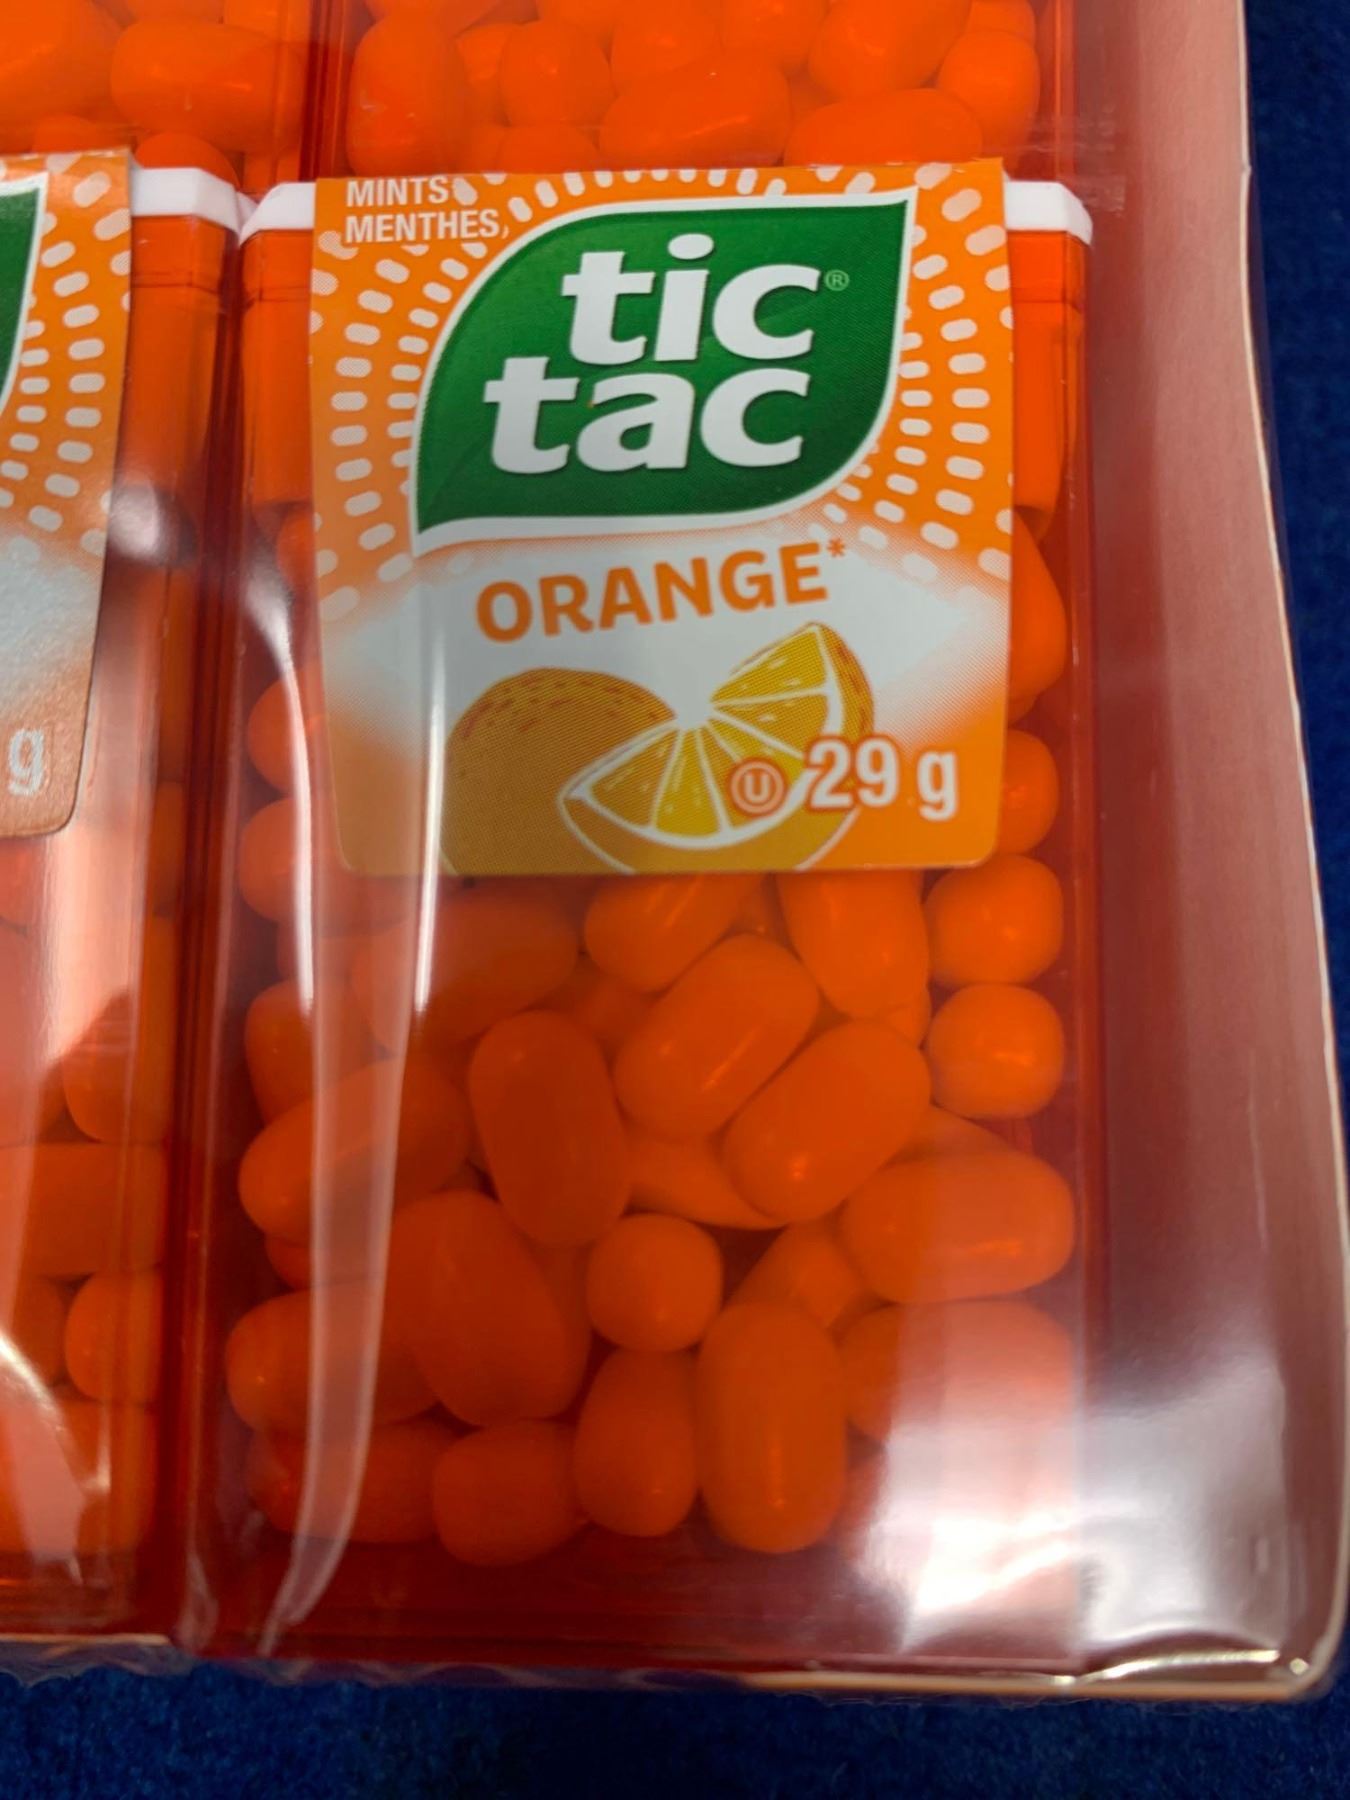 MINTS
MENTHES
tic®
tac
ORANGE*
U 29 g
g